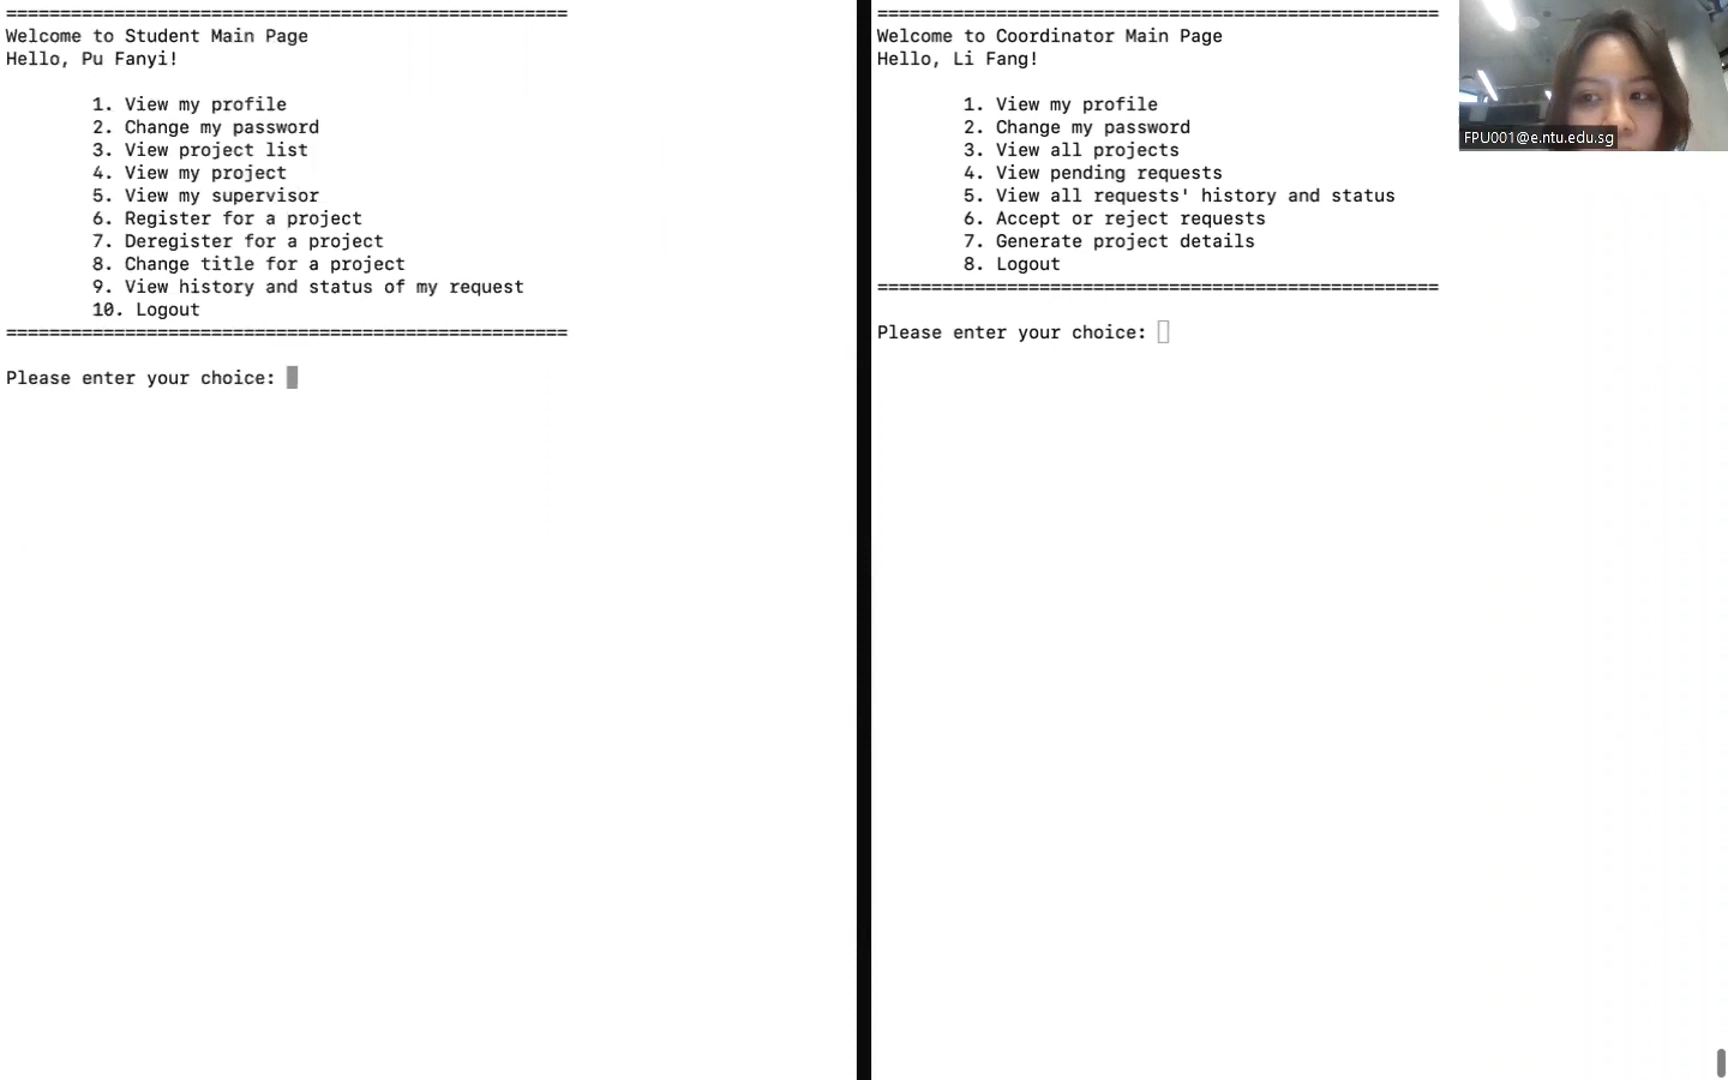 ====================================================
Welcome to Student Main Page
Hello, Pu Fanyi!
1. View my profile
2. Change my password
3. View project list
4. View my project
5. View my supervisor
6. Register for a project
7. Deregister for a project
8. Change title for a project
9. View history and status of my request
10. Logout
====================================================
Please enter your choice:
====================================================
Welcome to Coordinator Main Page
Hello, Li Fang!
1. View my profile
2. Change my password
3. View all projects
4. View pending requests
5. View all requests' history and status
6. Accept or reject requests
7. Generate project details
8. Logout
====================================================
Please enter your choice:
FPU001@e.ntu.edu.sg